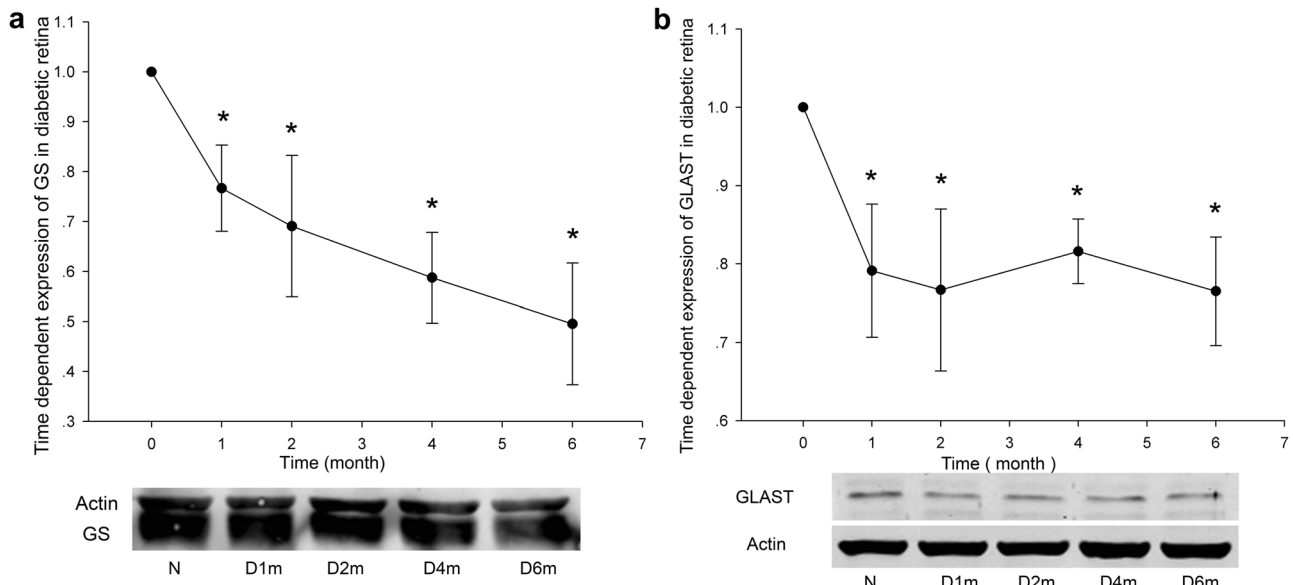 a
Time dependent expression of GS in diabetic retina
1.1
1.0
.9
.8
.7
.6
.5
.4
.3
* * * *
0 1 2 3 4 5 6 7
Time (month)
Actin
GS
N D1m D2m D4m D6m
b
Time dependent expression of GLAST in diabetic retina
1.1
1.0
.9
.8
.7
.6
* * * *
0 1 2 3 4 5 6 7
Time ( month )
GLAST
Actin
N D1m D2m D4m D6m